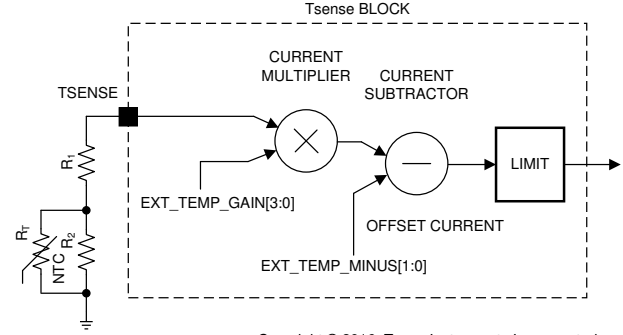 Tsense BLOCK
CURRENT
MULTIPLIER
CURRENT
SUBTRACTOR
TSENSE
R1
LIMIT
EXT_TEMP_GAIN[3:0]
RT
NTC
R2
OFFSET CURRENT
EXT_TEMP_MINUS[1:0]